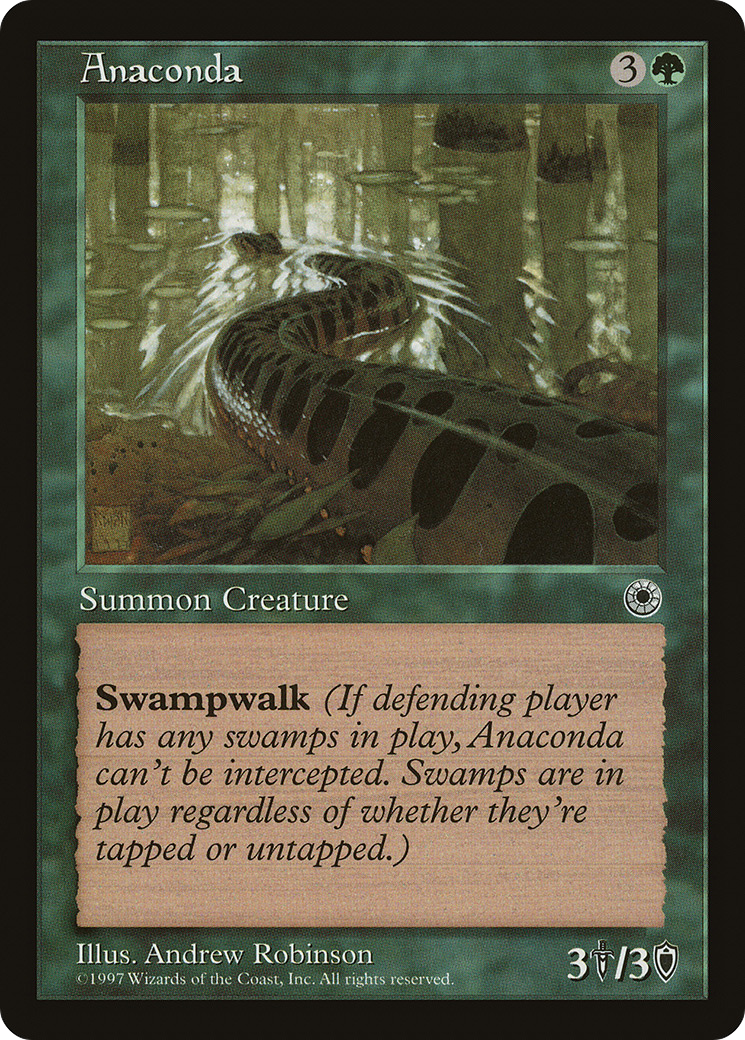 Anaconda 3
Summon Creature
Swampwalk (If defending player
has any swamps in play, Anaconda
can't be intercepted. Swamps are in
play regardless of whether they're
tapped or untapped.)
Illus. Andrew Robinson
©1997 Wizards of the Coast, Inc. All rights reserved.
3/3